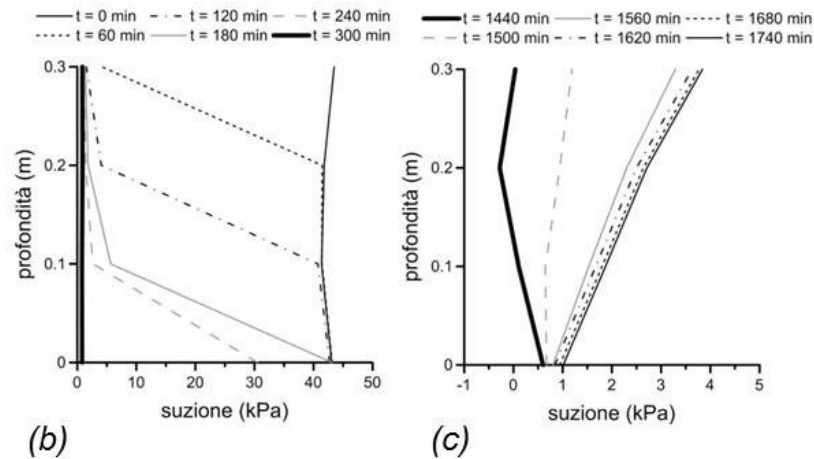 t = 0 min t = 120 min t = 240 min
t = 60 min t = 180 min t = 300 min
0.3
0.2
0.1
0
profondità (m)
0 10 20 30 40 50
suzione (kPa)
(b)
t = 1440 min t = 1560 min t = 1680 min
t = 1500 min t = 1620 min t = 1740 min
0.3
0.2
0.1
0
profondità (m)
-1 0 1 2 3 4 5
suzione (kPa)
(c)